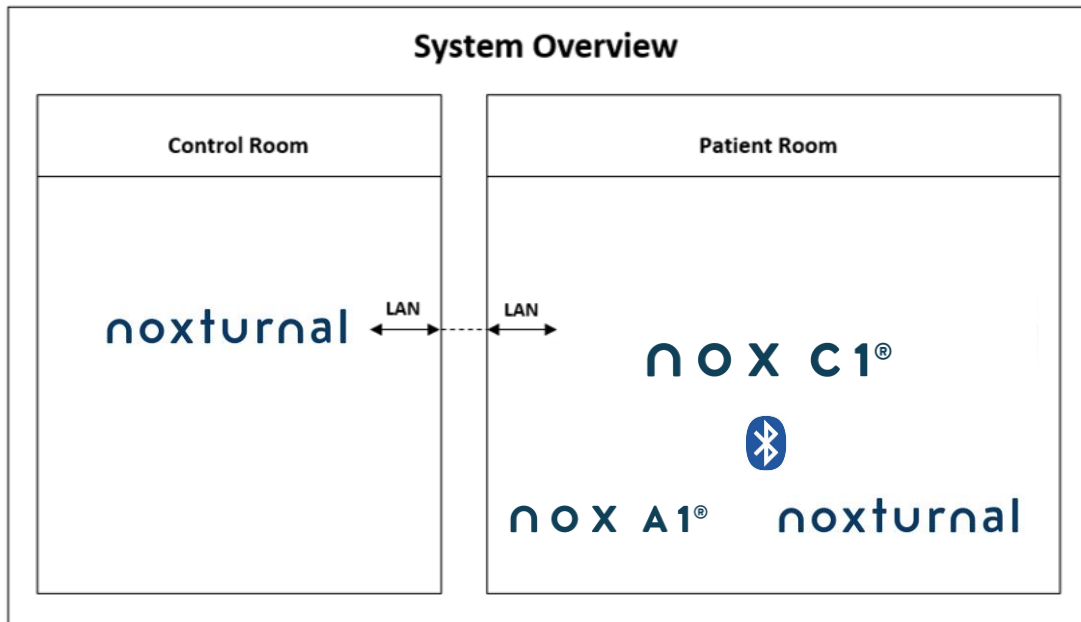 System Overview
Control Room
Patient Room
noxturnal
LAN
LAN
nox C1®
nox A1®
noxturnal